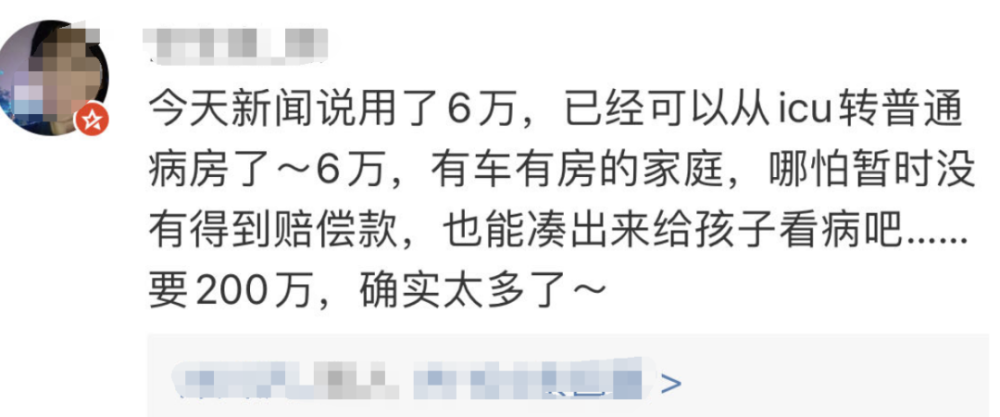 今天新闻说用了6万，已经可以从icu转普通
病房了～6万，有车有房的家庭，哪怕暂时没
有得到赔偿款，也能凑出来给孩子看病吧......
要200万，确实太多了～
>